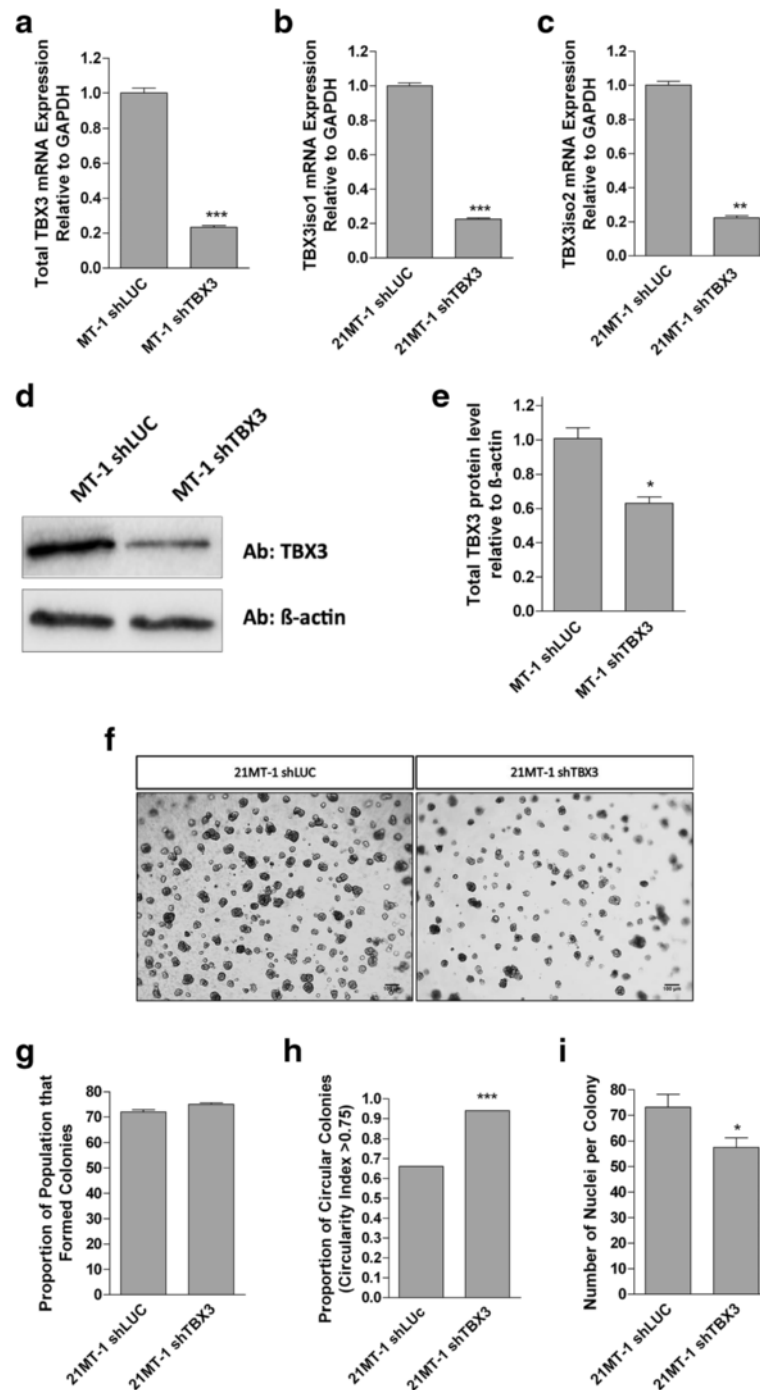 a
Total TBX3 mRNA Expression
Relative to GAPDH
1.2
1.0
0.8
0.6
0.4
0.2
0.0
***
MT-1 shLUC
MT-1 shTBX3
b
TBX3iso1 mRNA Expression
Relative to GAPDH
1.2
1.0
0.8
0.6
0.4
0.2
0.0
***
21MT-1 shLUC
21MT-1 shTBX3
c
TBX3iso2 mRNA Expression
Relative to GAPDH
1.2
1.0
0.8
0.6
0.4
0.2
0.0
**
21MT-1 shLUC
21MT-1 shTBX3
d
MT-1 shLUC
MT-1 shTBX3
Ab: TBX3
Ab: ß-actin
e
Total TBX3 protein level
relative to ß-actin
1.2
1.0
0.8
0.6
0.4
0.2
0.0
*
MT-1 shLUC
MT-1 shTBX3
f
21MT-1 shLUC
21MT-1 shTBX3
100 µm
g
Proportion of Population that
Formed Colonies
80
70
60
50
40
30
20
10
0
21MT-1 shLUC
21MT-1 shTBX3
h
Proportion of Circular Colonies
(Circularity Index >0.75)
1.0
0.9
0.8
0.7
0.6
0.5
0.4
0.3
0.2
0.1
0.0
***
21MT-1 shLUc
21MT-1 shTBX3
i
Number of Nuclei per Colony
80
70
60
50
40
30
20
10
0
*
21MT-1 shLUC
21MT-1 shTBX3